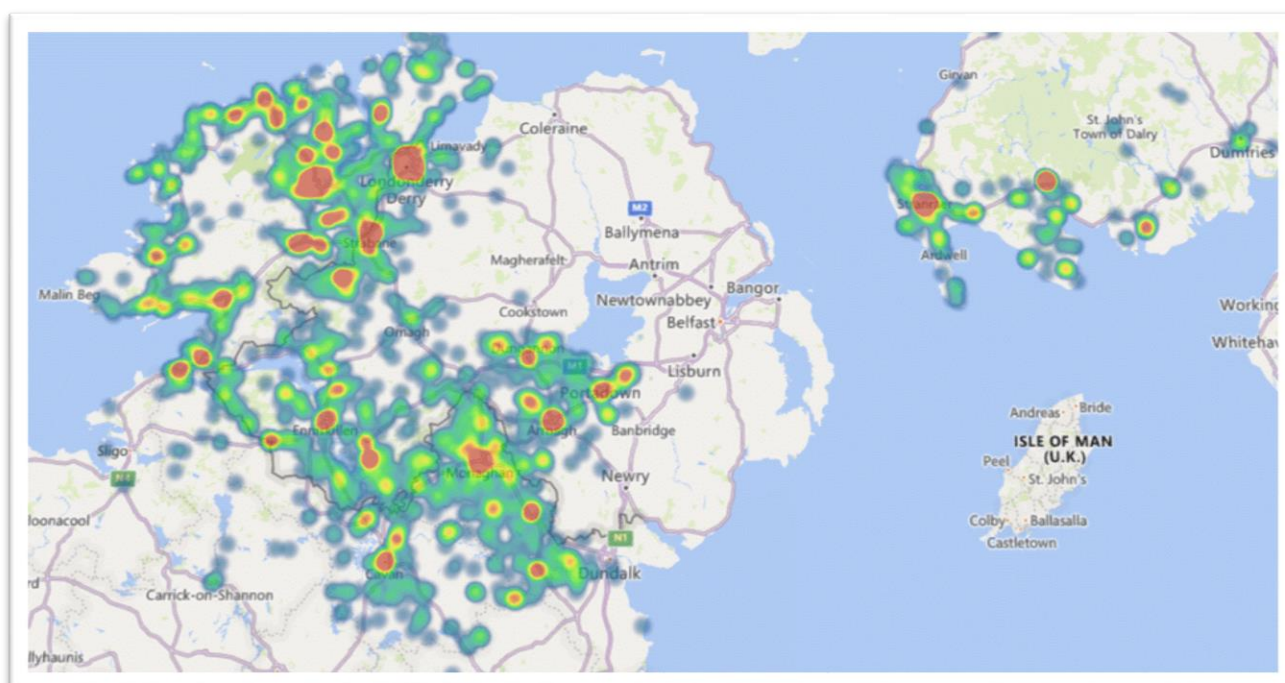 Girvan
St. John's
Town of Dalry
Coleraine
Limavady
Dumfries
Londonderry
Derry
Stranraer
M2
Ballymena
Strabane
Magherafelt
Antrim
Ardwell
Malin Beg
Newtownabbey
Bangor
Cookstown
Belfast
Working
Omagh
Whitehav
Dungannon
M1
Lisburn
Portadown
Andreas
Bride
Enniskillen
Armagh
Banbridge
ISLE OF MAN
(U.K.)
Sligo
Peel
St. John's
N4
Monaghan
Newry
loonacool
Colby
Ballasalla
N1
Castletown
Cavan
Dundalk
rd
Carrick-on-Shannon
llyhaunis